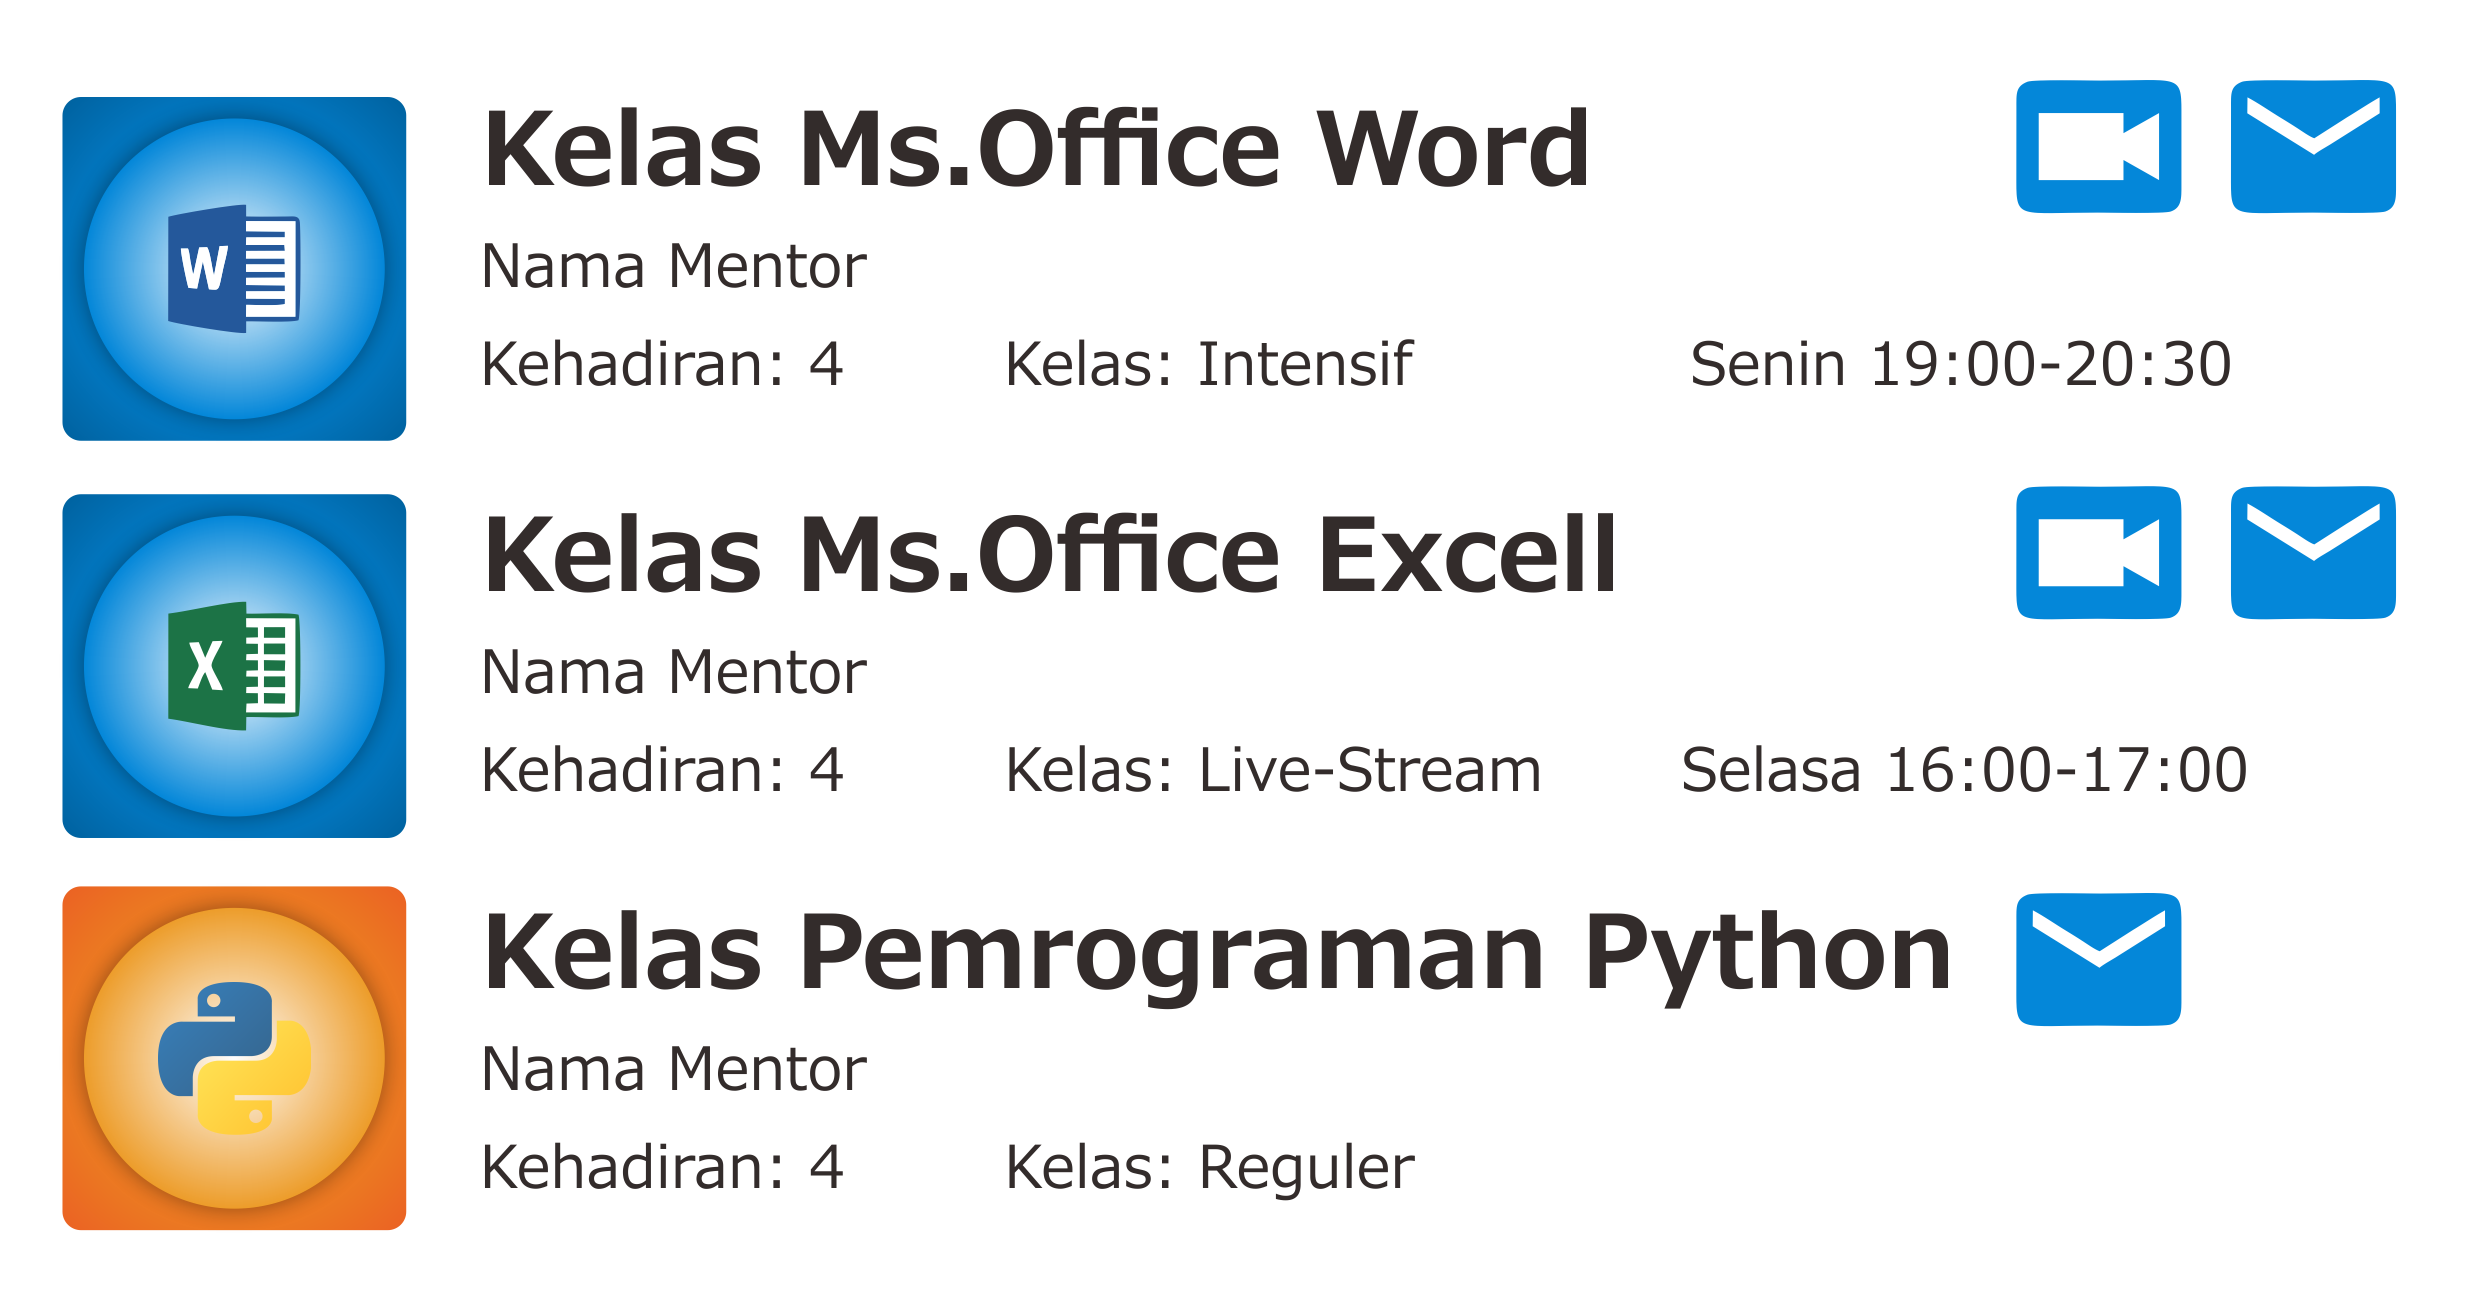 Kelas Ms.Office Word
W
Nama Mentor
Kehadiran: 4 Kelas: Intensif Senin 19:00-20:30
Kelas Ms.Office Excell
X
Nama Mentor
Kehadiran: 4 Kelas: Live-Stream Selasa 16:00-17:00
Kelas Pemrograman Python
Nama Mentor
Kehadiran: 4 Kelas: Reguler